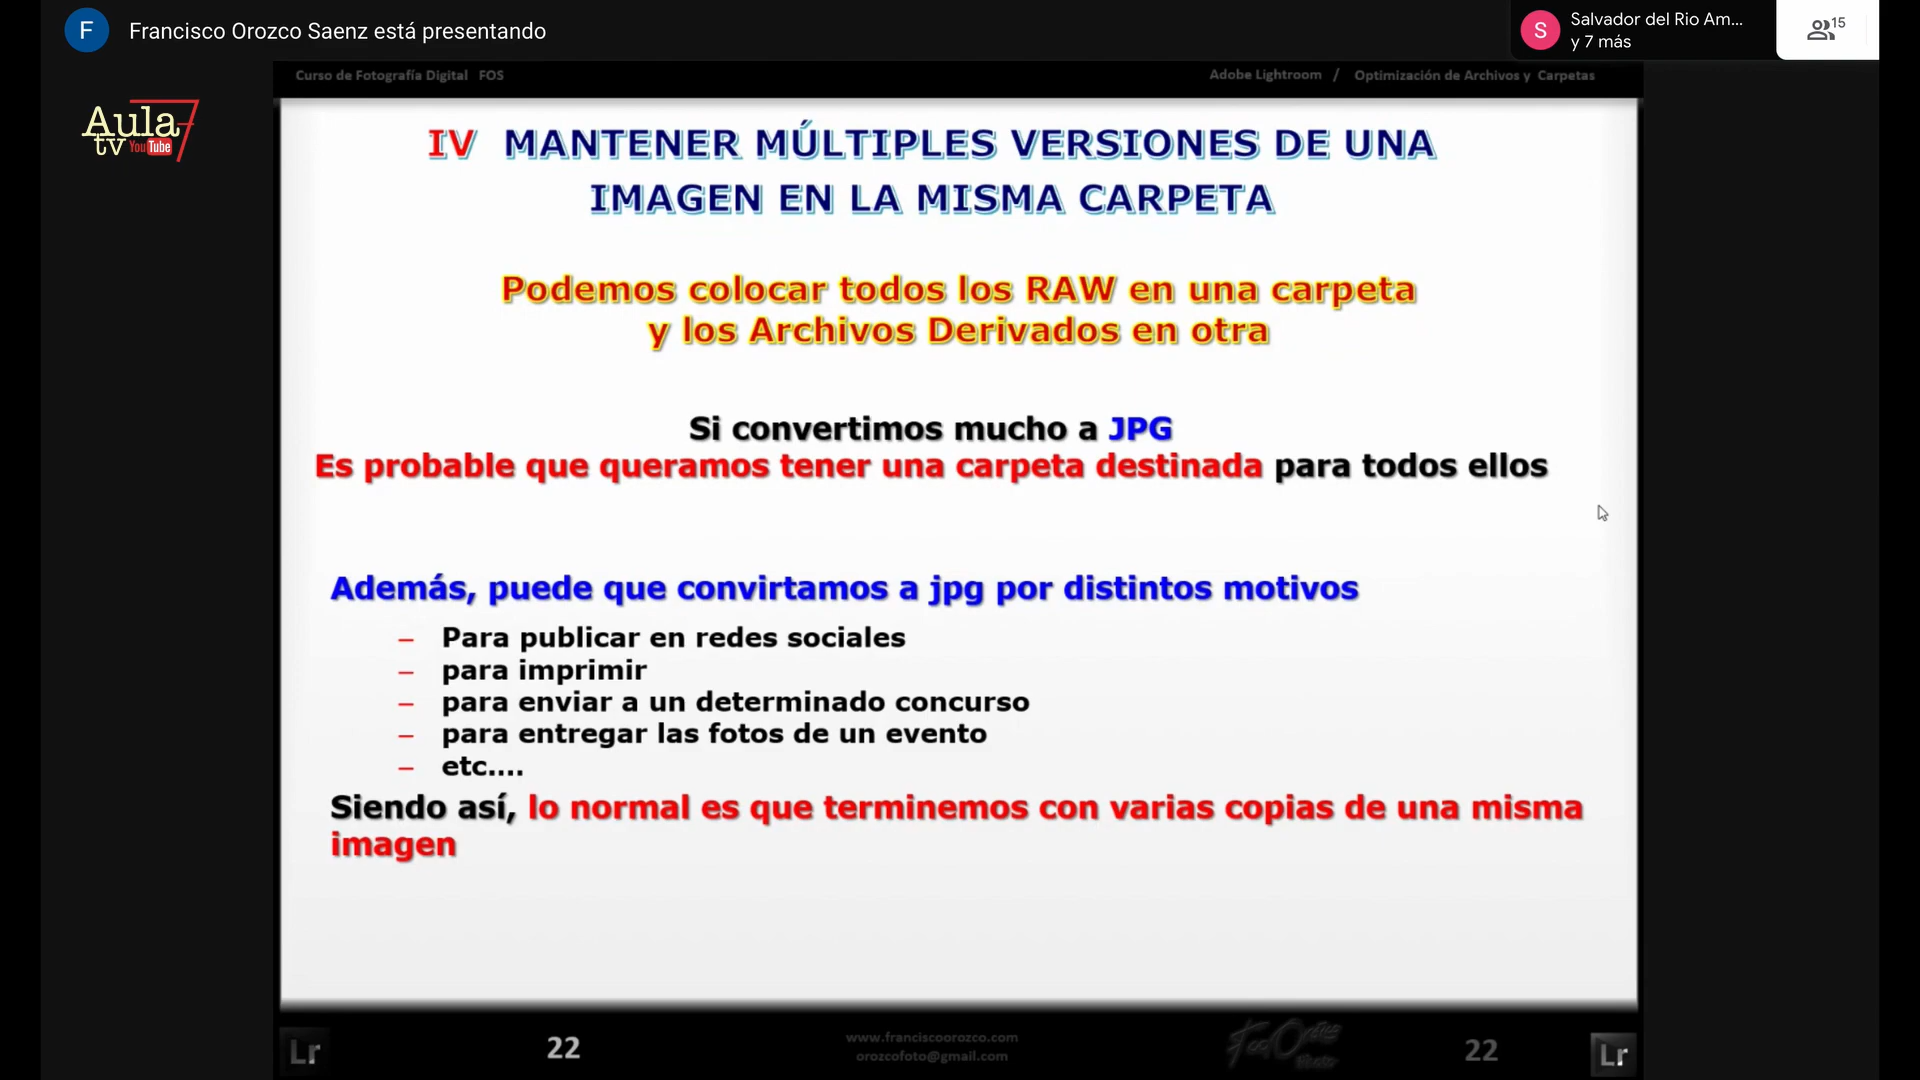 F Francisco Orozco Saenz está presentando
S Salvador del Rio Am...
y 7 más
15
Curso de Fotografía Digital FOS
Adobe Lightroom / Optimización de Archivos y Carpetas
Aula 7
tv YouTube
IV MANTENER MÚLTIPLES VERSIONES DE UNA
IMAGEN EN LA MISMA CARPETA
Podemos colocar todos los RAW en una carpeta
y los Archivos Derivados en otra
Si convertimos mucho a JPG
Es probable que queramos tener una carpeta destinada para todos ellos
Además, puede que convirtamos a jpg por distintos motivos
– Para publicar en redes sociales
– para imprimir
– para enviar a un determinado concurso
– para entregar las fotos de un evento
– etc....
Siendo así, lo normal es que terminemos con varias copias de una misma
imagen
Lr
22
www.franciscoorozco.com
orozcofoto@gmail.com
22
Lr